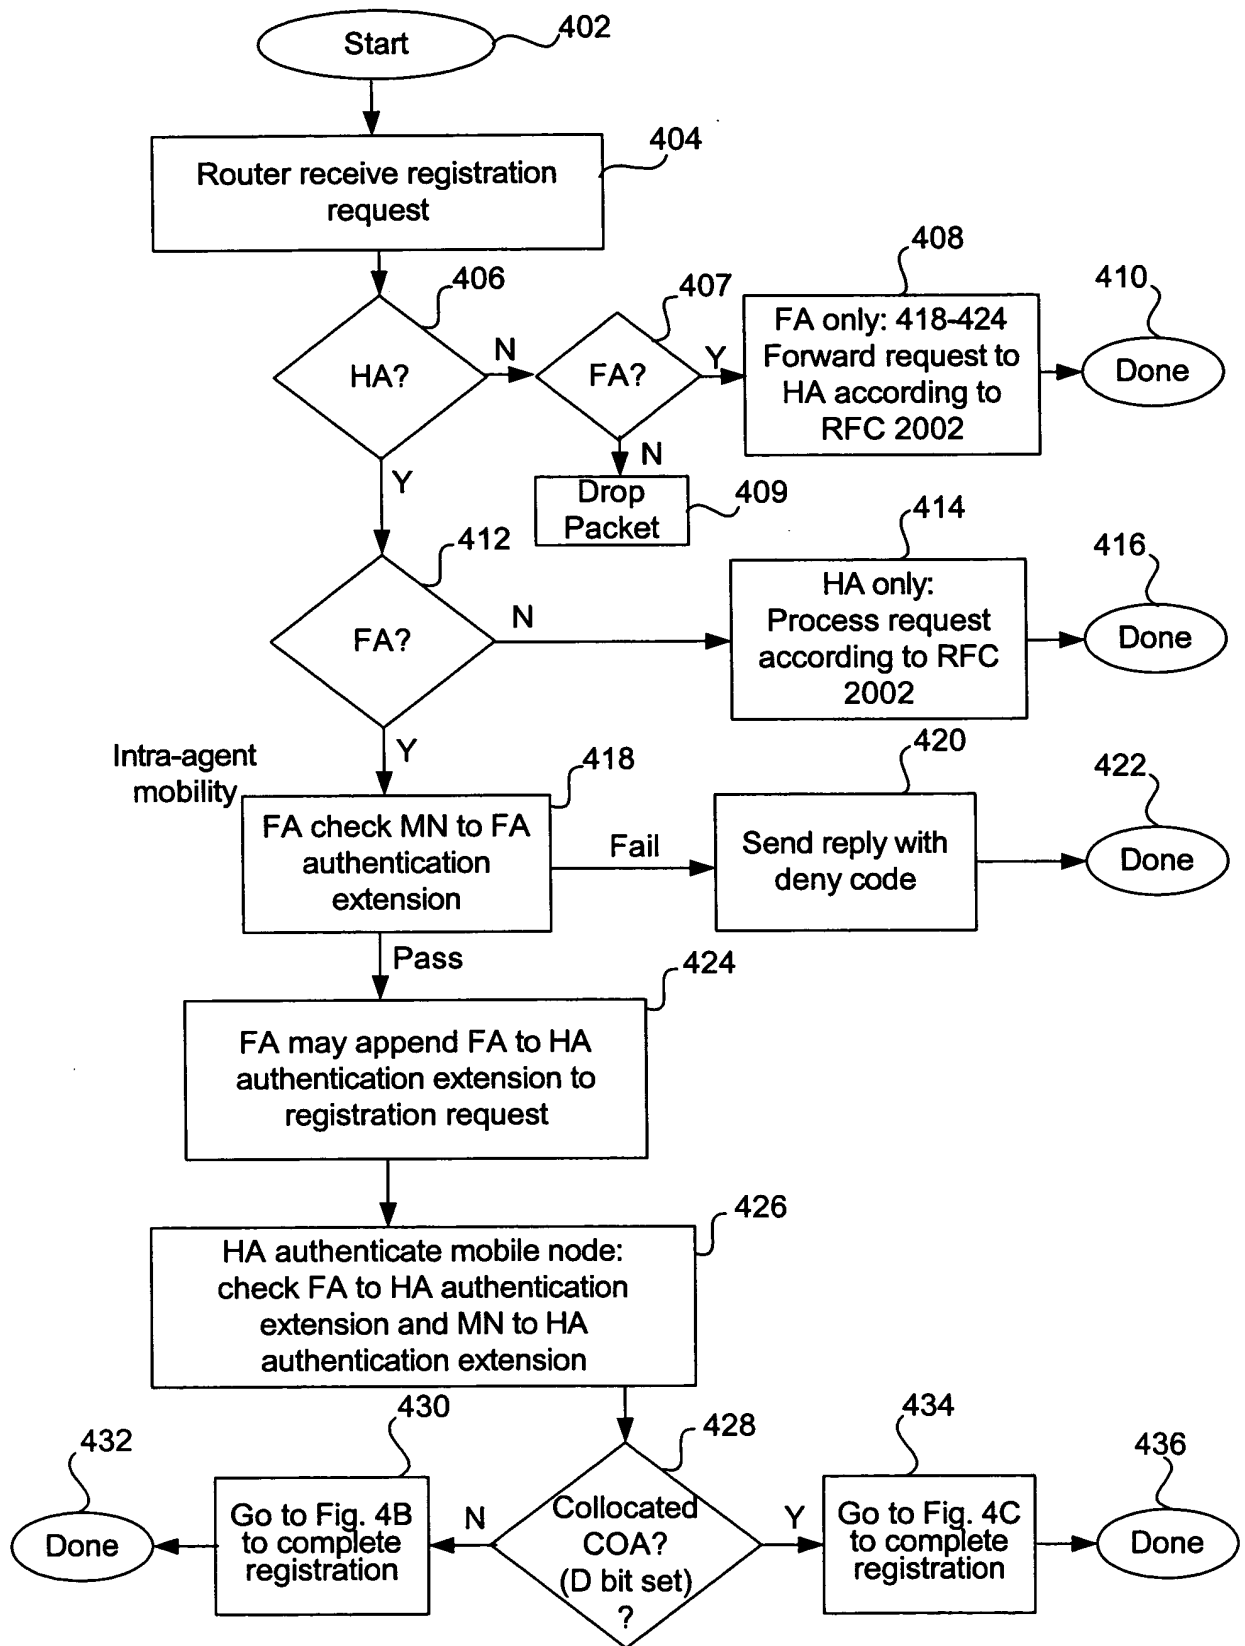 Start
402
Router receive registration
request
404
HA?
406
N
FA?
407
Y
FA only: 418-424
Forward request to
HA according to
RFC 2002
408
Done
410
N
Drop
Packet
409
Y
FA?
412
N
HA only:
Process request
according to RFC
2002
414
Done
416
Y
Intra-agent
mobility
FA check MN to FA
authentication
extension
418
Fail
Send reply with
deny code
420
Done
422
Pass
FA may append FA to HA
authentication extension to
registration request
424
HA authenticate mobile node:
check FA to HA authentication
extension and MN to HA
authentication extension
426
Collocated
COA?
(D bit set)
?
428
N
Go to Fig. 4B
to complete
registration
430
Done
432
Y
Go to Fig. 4C
to complete
registration
434
Done
436